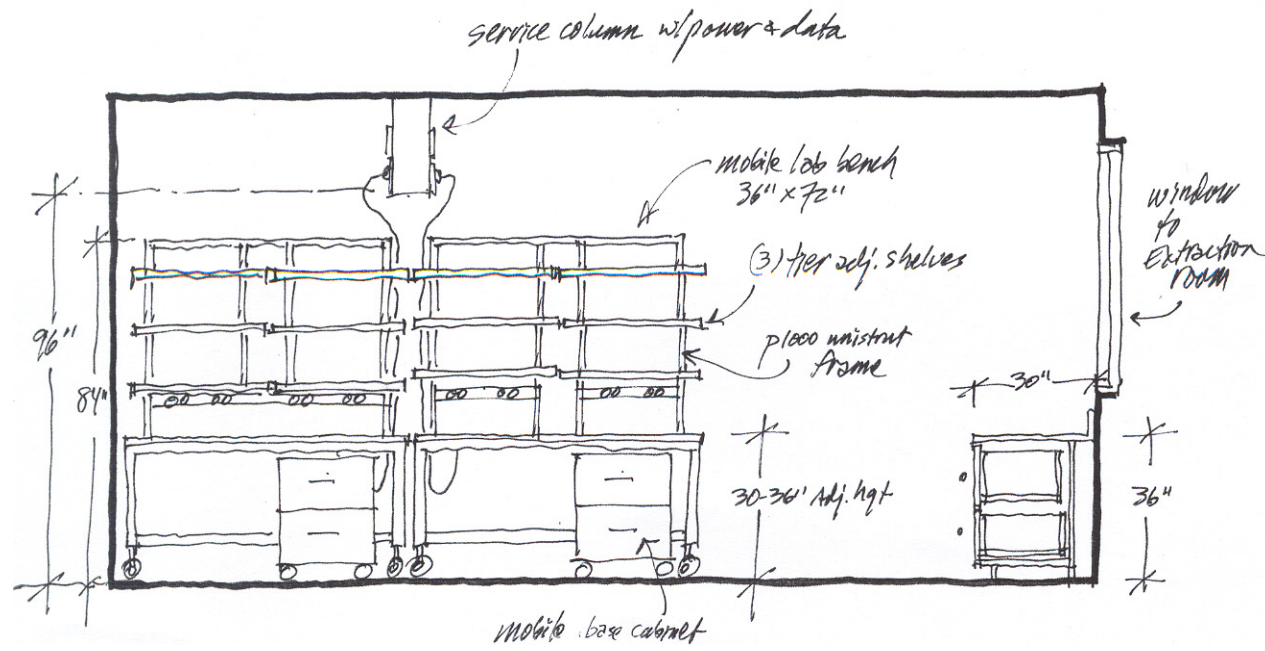 service column w/power & data
mobile lab bench
36" x 72"
window
to
Extraction
room
(3) tier adj. shelves
p1000 unistrut
frame
96"
84"
30"
30-36" Adj. hgt
36"
mobile base cabinet